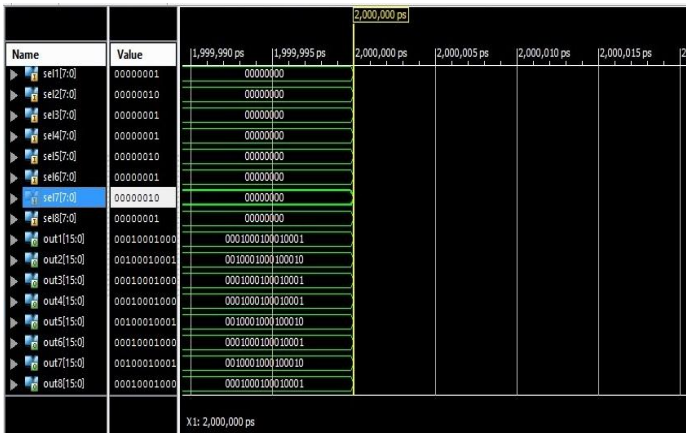 2,000,000 ps
Name Value |1,999,990 ps |1,999,995 ps |2,000,000 ps |2,000,005 ps |2,000,010 ps |2,000,015 ps |2
sel1[7:0] 00000001 00000000
sel2[7:0] 00000010 00000000
sel3[7:0] 00000001 00000000
sel4[7:0] 00000001 00000000
sel5[7:0] 00000010 00000000
sel6[7:0] 00000001 00000000
sel7[7:0] 00000010 00000000
sel8[7:0] 00000001 00000000
out1[15:0] 00010001000 0001000100010001
out2[15:0] 00100010001 0010001000100010
out3[15:0] 00010001000 0001000100010001
out4[15:0] 00010001000 0001000100010001
out5[15:0] 00100010001 0010001000100010
out6[15:0] 00010001000 0001000100010001
out7[15:0] 00100010001 0010001000100010
out8[15:0] 00010001000 0001000100010001
X1: 2,000,000 ps